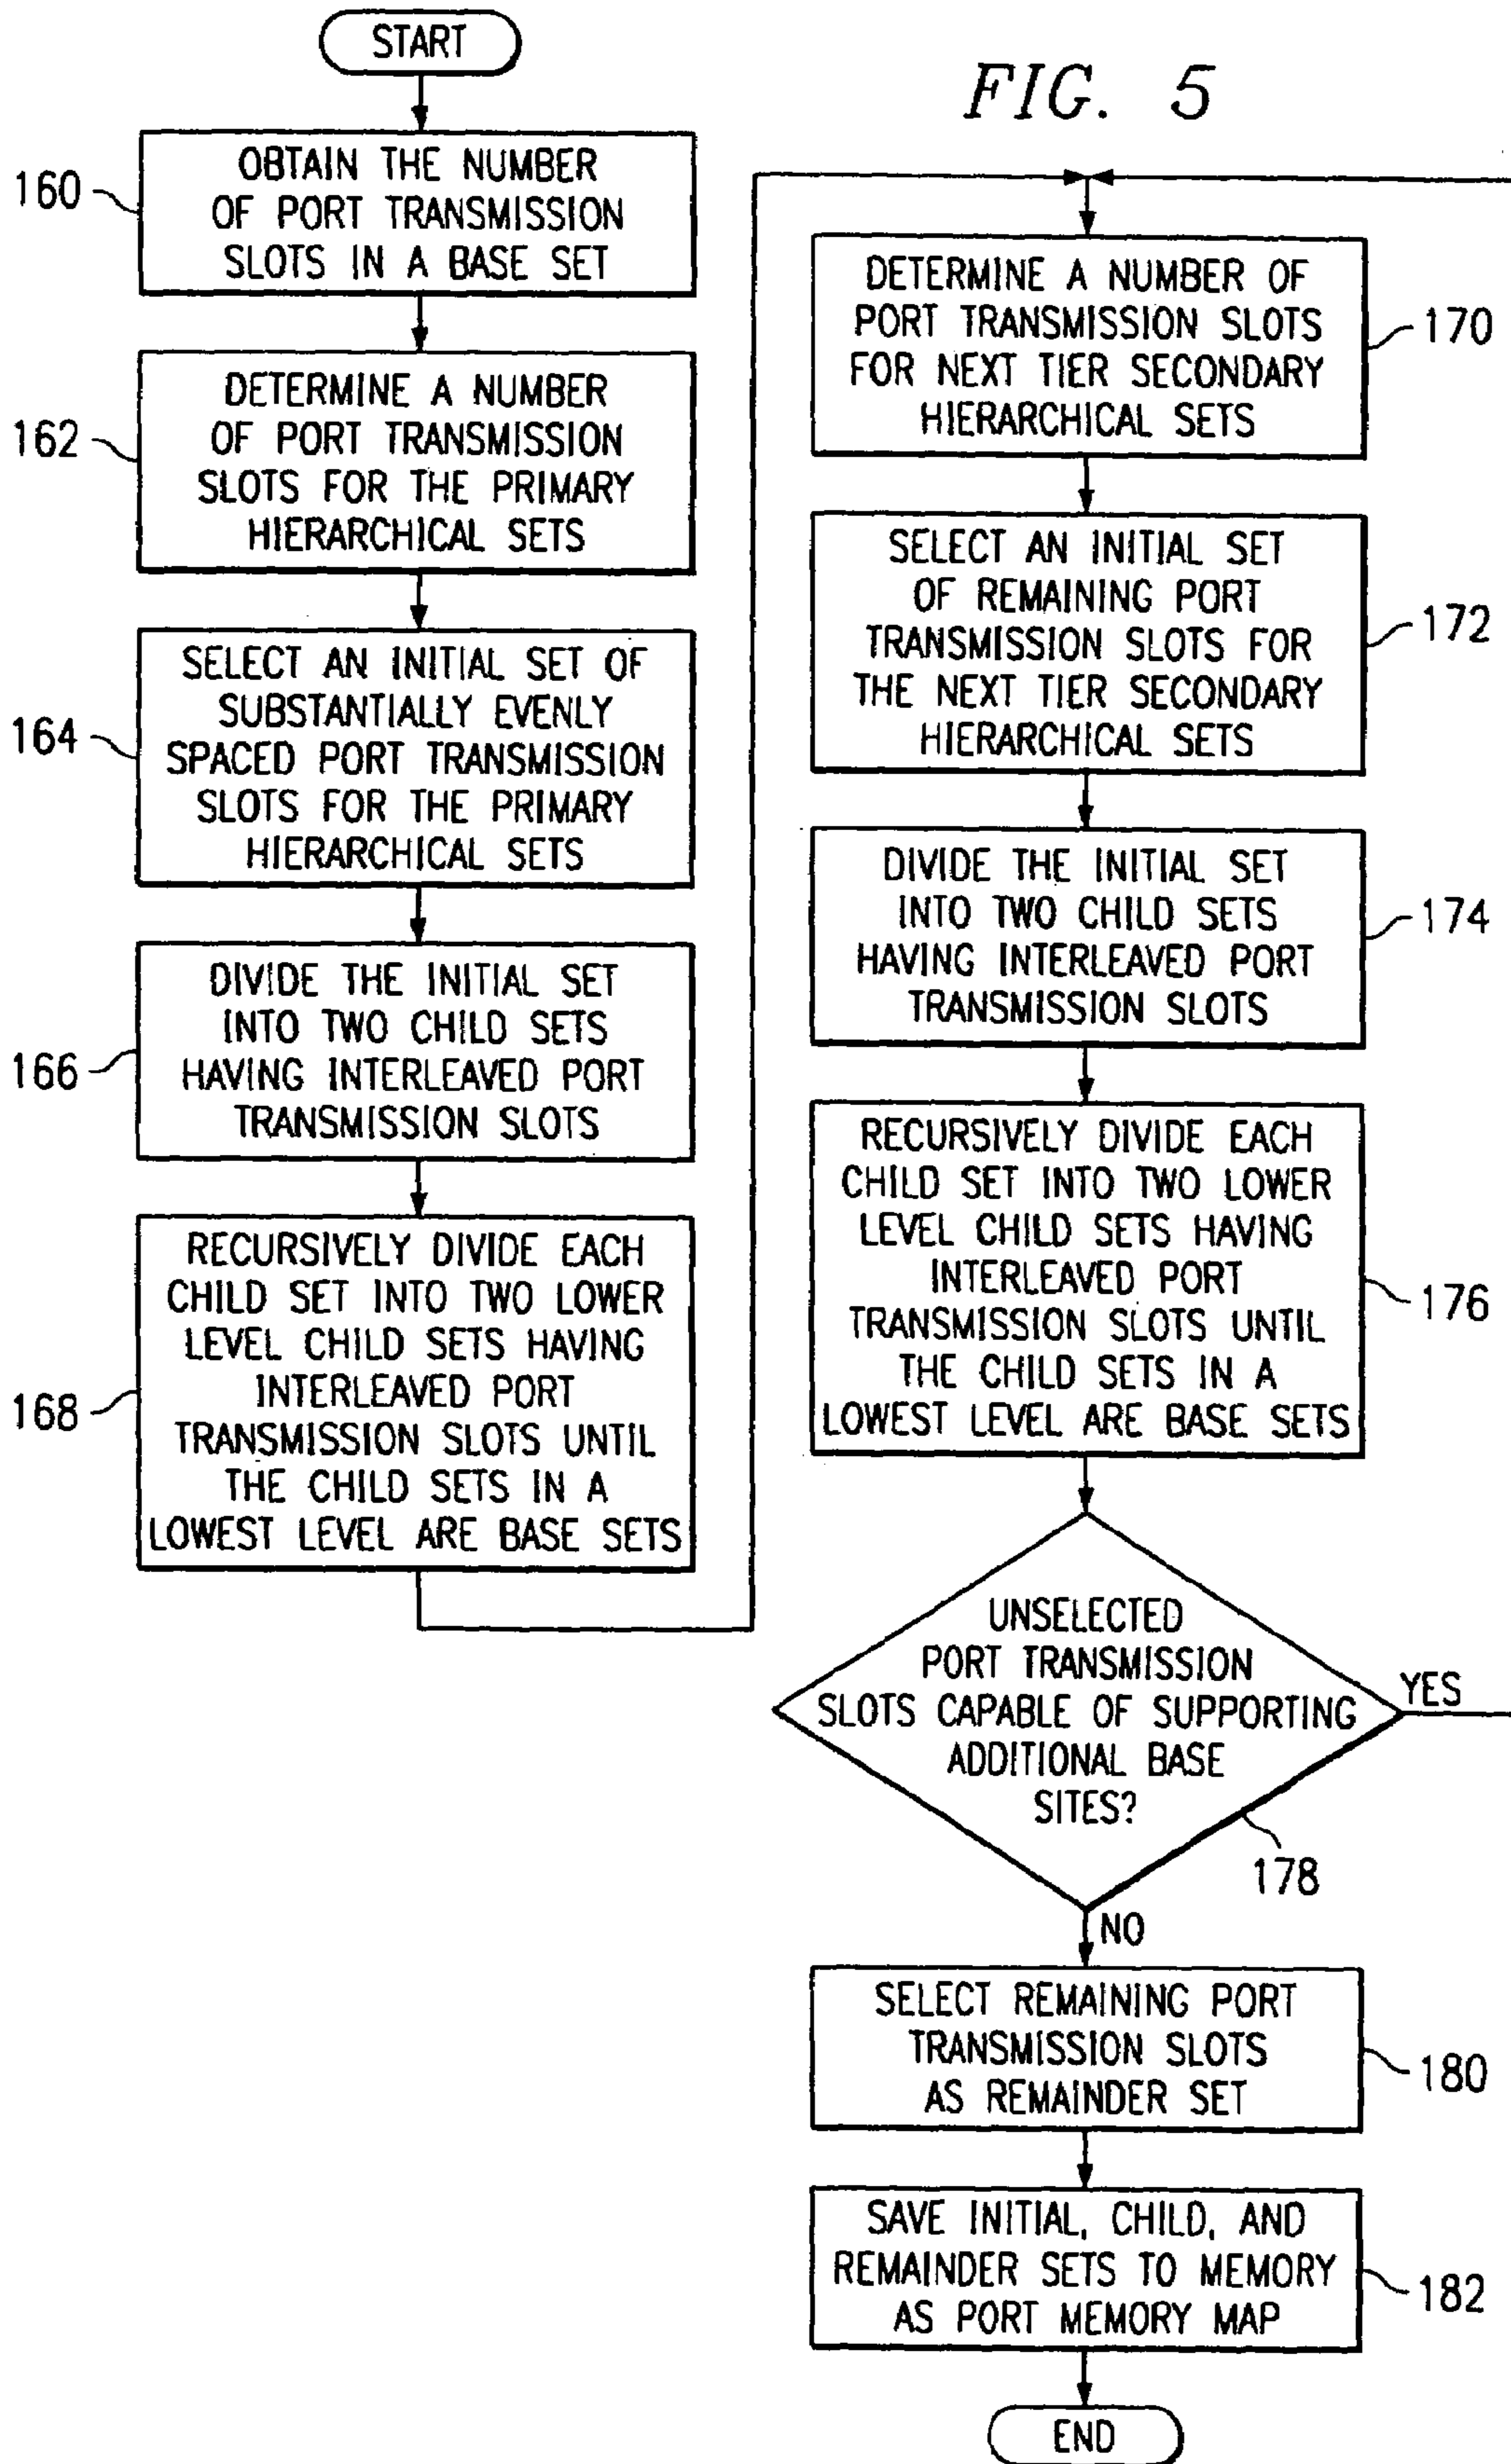 START
FIG. 5
160
OBTAIN THE NUMBER
OF PORT TRANSMISSION
SLOTS IN A BASE SET
162
DETERMINE A NUMBER
OF PORT TRANSMISSION
SLOTS FOR THE PRIMARY
HIERARCHICAL SETS
164
SELECT AN INITIAL SET OF
SUBSTANTIALLY EVENLY
SPACED PORT TRANSMISSION
SLOTS FOR THE PRIMARY
HIERARCHICAL SETS
166
DIVIDE THE INITIAL SET
INTO TWO CHILD SETS
HAVING INTERLEAVED PORT
TRANSMISSION SLOTS
168
RECURSIVELY DIVIDE EACH
CHILD SET INTO TWO LOWER
LEVEL CHILD SETS HAVING
INTERLEAVED PORT
TRANSMISSION SLOTS UNTIL
THE CHILD SETS IN A
LOWEST LEVEL ARE BASE SETS
DETERMINE A NUMBER OF
PORT TRANSMISSION SLOTS
FOR NEXT TIER SECONDARY
HIERARCHICAL SETS
170
SELECT AN INITIAL SET
OF REMAINING PORT
TRANSMISSION SLOTS FOR
THE NEXT TIER SECONDARY
HIERARCHICAL SETS
172
DIVIDE THE INITIAL SET
INTO TWO CHILD SETS
HAVING INTERLEAVED PORT
TRANSMISSION SLOTS
174
RECURSIVELY DIVIDE EACH
CHILD SET INTO TWO LOWER
LEVEL CHILD SETS HAVING
INTERLEAVED PORT
TRANSMISSION SLOTS UNTIL
THE CHILD SETS IN A
LOWEST LEVEL ARE BASE SETS
176
UNSELECTED
PORT TRANSMISSION
SLOTS CAPABLE OF SUPPORTING
ADDITIONAL BASE
SITES?
YES
178
NO
SELECT REMAINING PORT
TRANSMISSION SLOTS
AS REMAINDER SET
180
SAVE INITIAL, CHILD, AND
REMAINDER SETS TO MEMORY
AS PORT MEMORY MAP
182
END